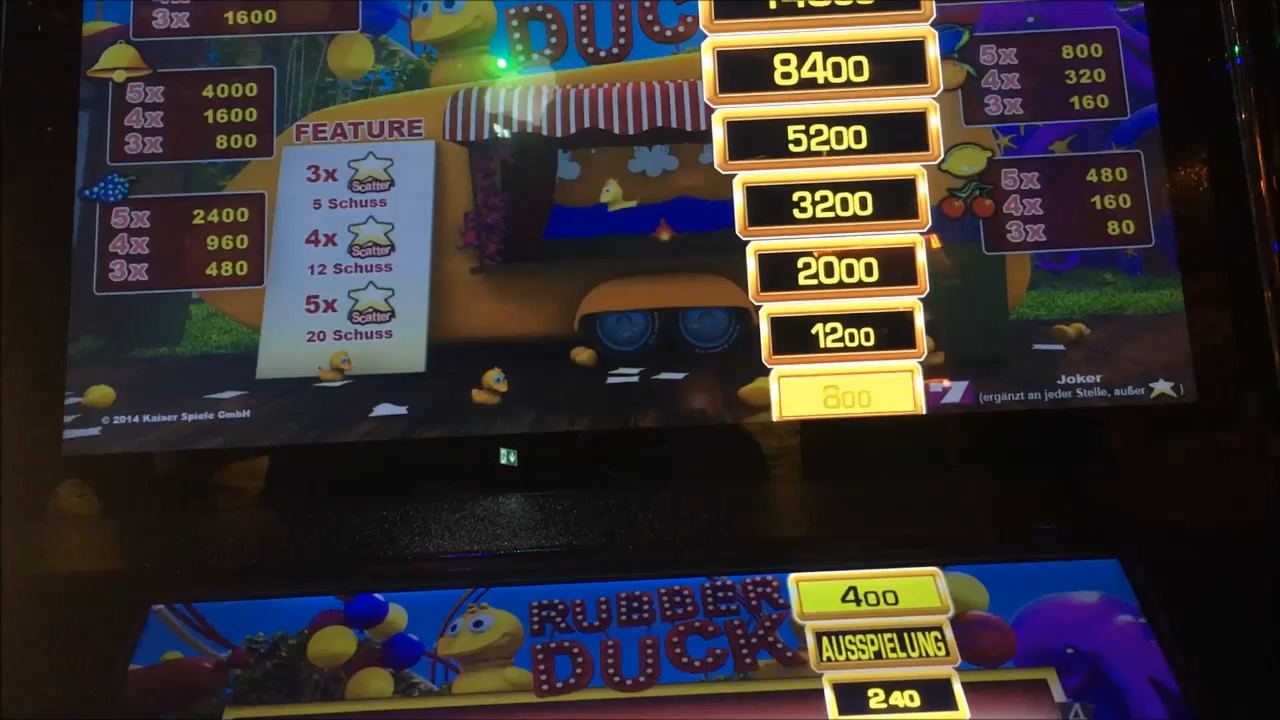 3x 1600
5x 4000
4x 1600
3x 800
5x 2400
4x 960
3x 480
FEATURE
3x Scatter
5 Schuss
4x Scatter
12 Schuss
5x Scatter
20 Schuss
© 2014 Kaiser Spiele GmbH
DUC
8400
5200
3200
2000
1200
800
5x 800
4x 320
3x 160
5x 480
4x 160
3x 80
7
Joker
(ergänzt an jeder Stelle, außer )
RUBBER
DUCK
400
AUSSPIELUNG
240